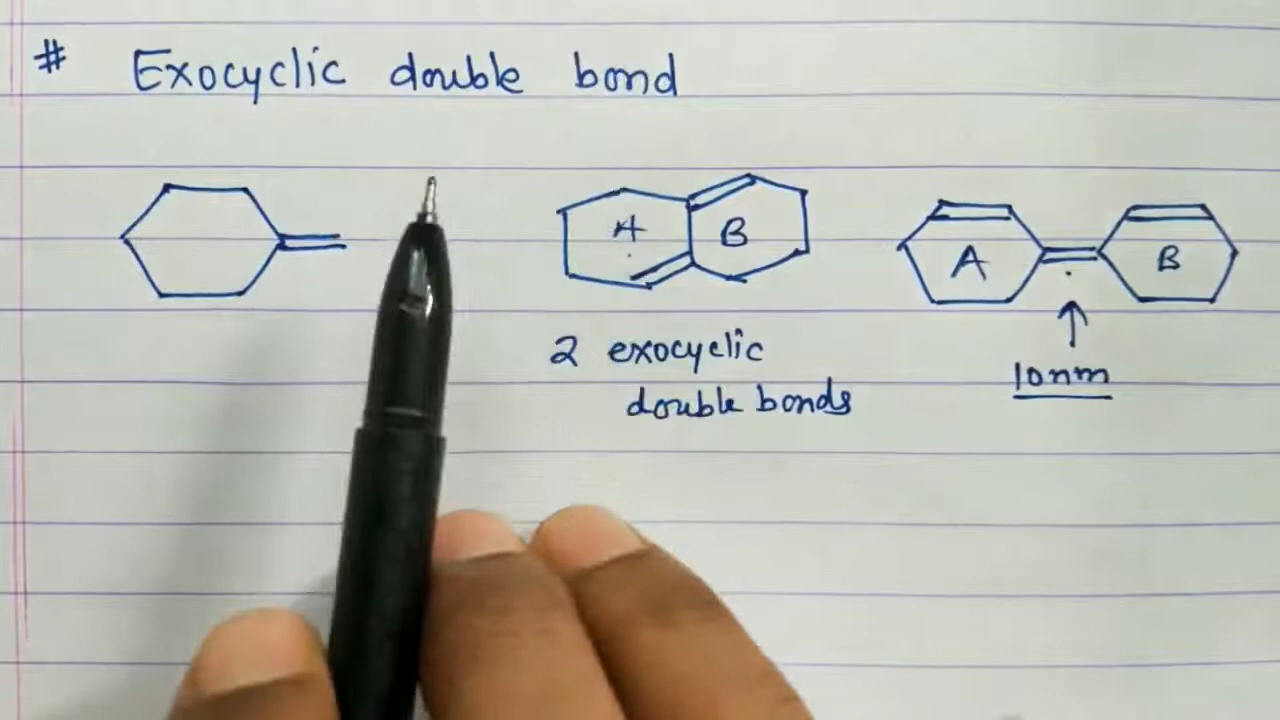 # Exocyclic double bond
A B
A B
2 exocyclic
double bonds
10nm